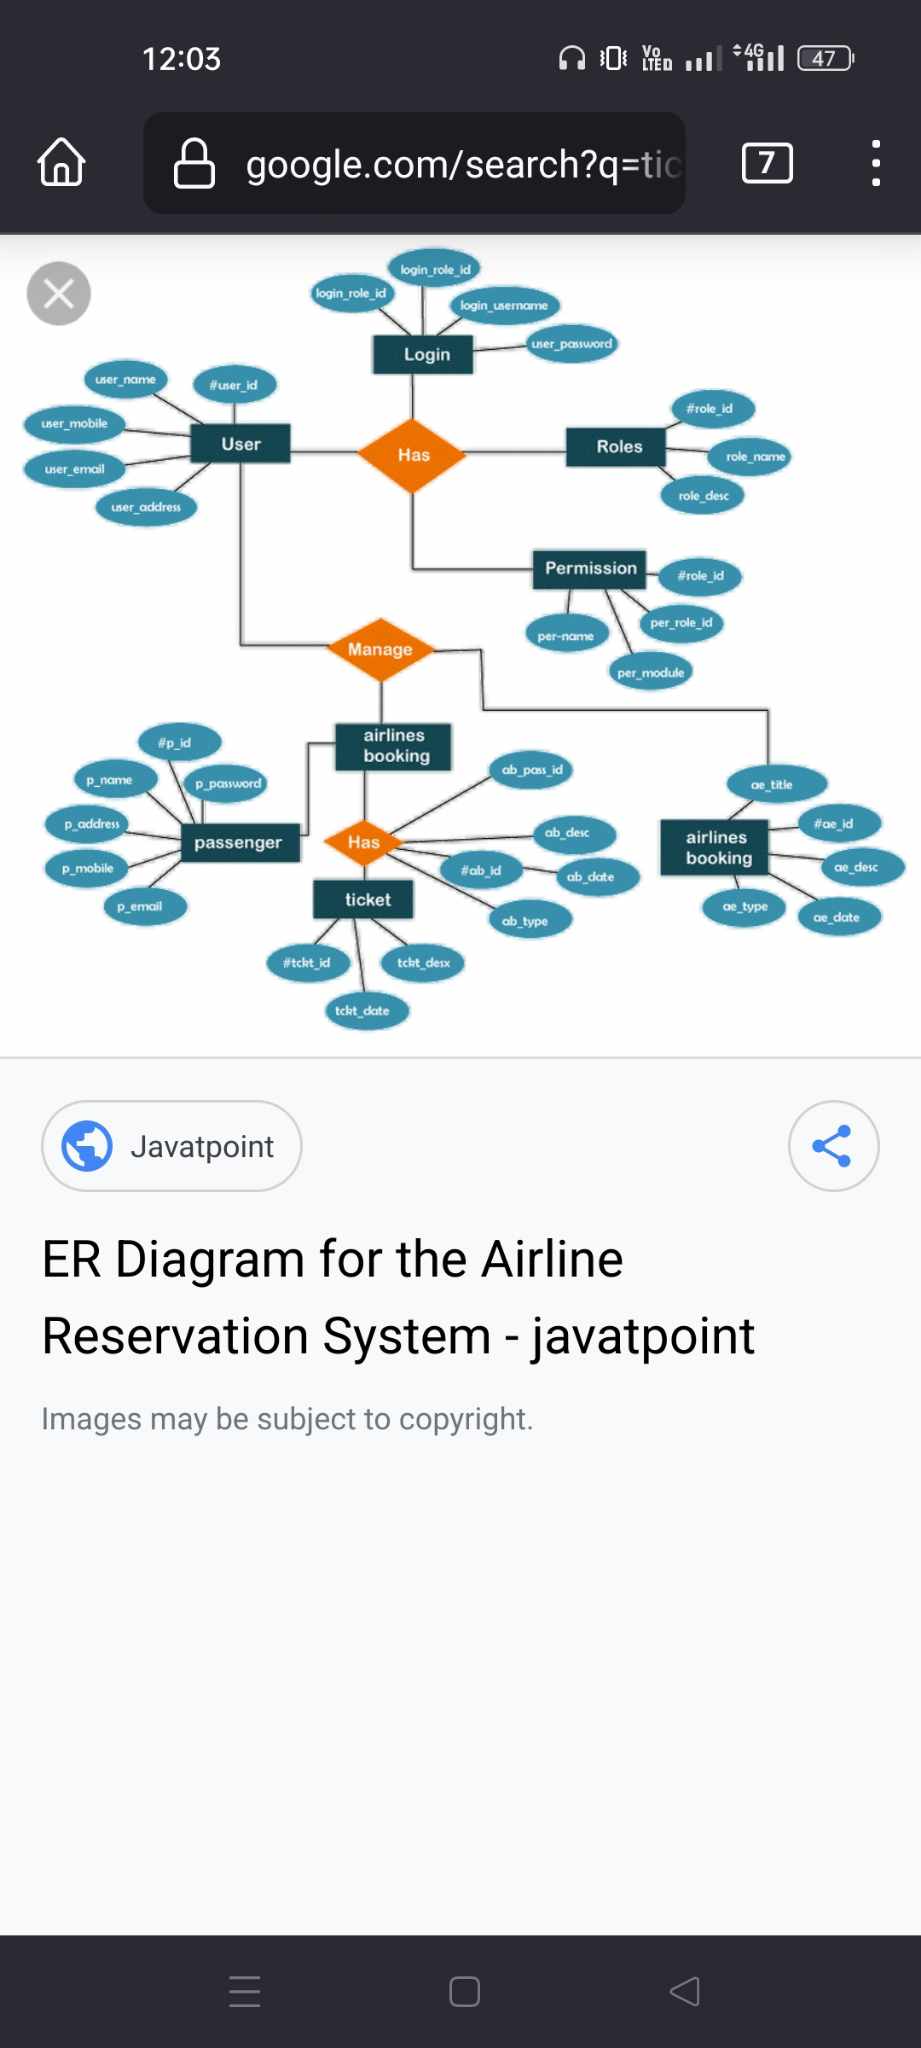 12:03
Vo
LTED
4G
47
google.com/search?q=tic
7
login_role_id
login_role_id
login_username
user_password
Login
user_name
#user_id
user_mobile
User
user_email
user_address
Has
Roles
#role_id
role_name
role_desc
Permission
#role_id
per_role_id
per-name
per_module
Manage
airlines
booking
#p_id
p_name
p_password
p_address
passenger
p_mobile
p_email
Has
ab_pass_id
ab_desc
#ab_id
ab_date
ab_type
ticket
#tckt_id
tckt_desx
tckt_date
ae_title
airlines
booking
#ae_id
ae_desc
ae_type
ae_date
Javatpoint
ER Diagram for the Airline
Reservation System - javatpoint
Images may be subject to copyright.